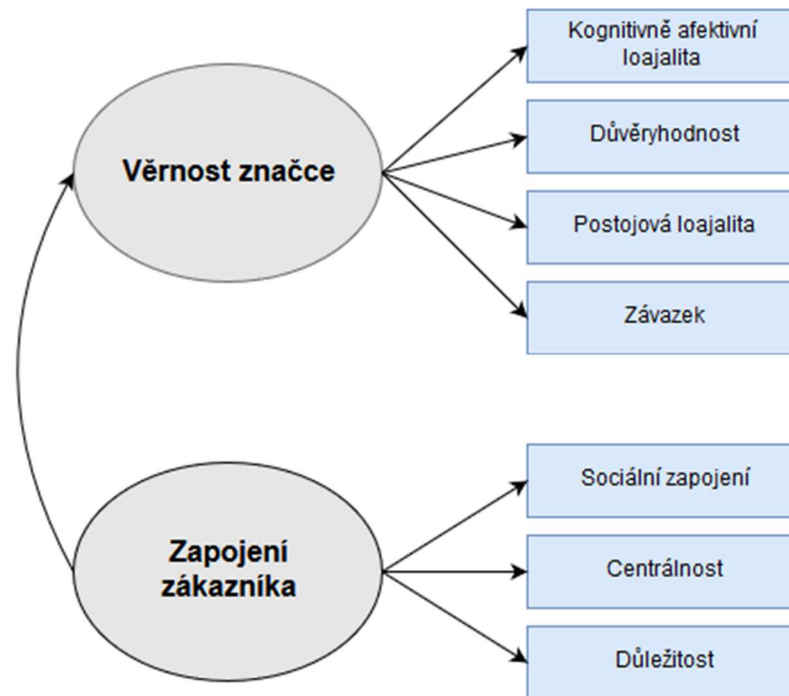 Kognitivně afektivní
loajalita
Věrnost značce
Důvěryhodnost
Postojová loajalita
Závazek
Zapojení
zákazníka
Sociální zapojení
Centrálnost
Důležitost